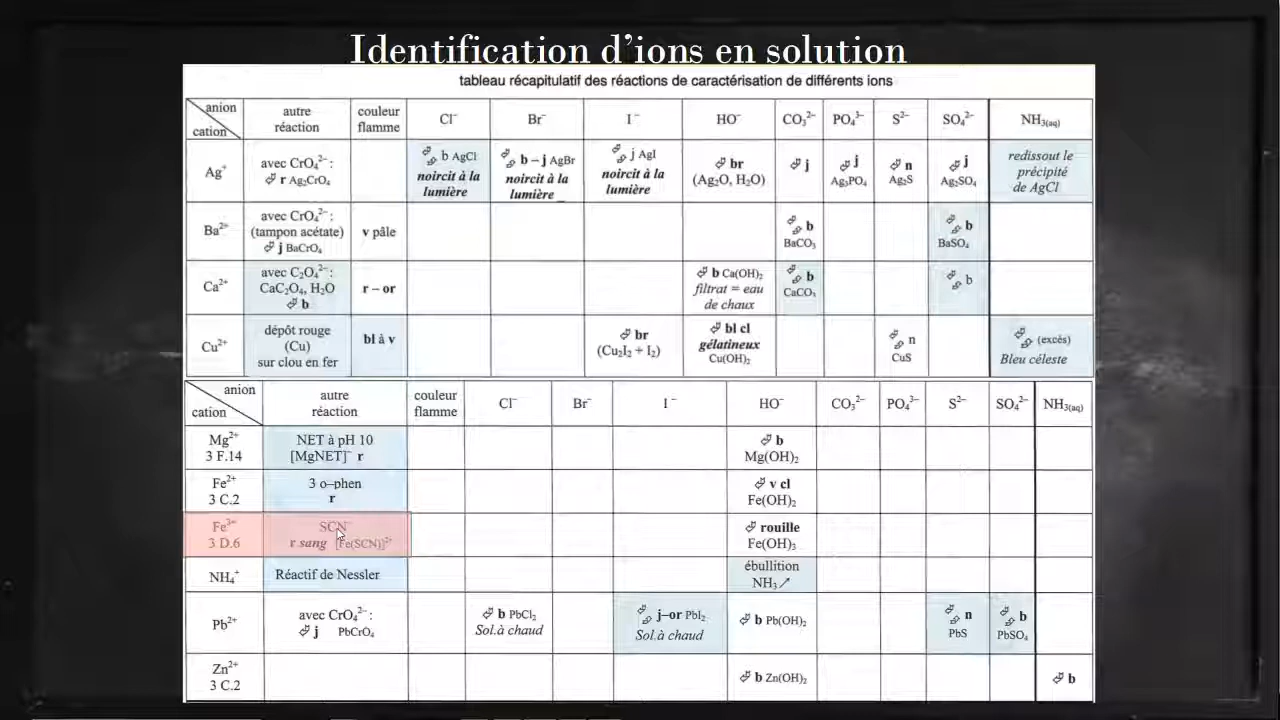 Identification d'ions en solution
tableau récapitulatif des réactions de caractérisation de différents ions
anion
cation
autre réaction
couleur flamme
Cl⁻
Br⁻
I⁻
HO⁻
CO₃²⁻
PO₄³⁻
S²⁻
SO₄²⁻
NH₃(aq)
Ag⁺
avec CrO₄²⁻ :
r Ag₂CrO₄
b AgCl
noircit à la
lumière
b – j AgBr
noircit à la
lumière
j AgI
noircit à la
lumière
br
(Ag₂O, H₂O)
j
j
Ag₃PO₄
n
Ag₂S
j
Ag₂SO₄
redissout le
précipité
de AgCl
Ba²⁺
avec CrO₄²⁻ :
(tampon acétate)
j BaCrO₄
v pâle
b
BaCO₃
b
BaSO₄
Ca²⁺
avec C₂O₄²⁻ :
CaC₂O₄, H₂O
b
r – or
b Ca(OH)₂
filtrat = eau
de chaux
b
CaCO₃
b
Cu²⁺
dépôt rouge
(Cu)
sur clou en fer
bl à v
br
(Cu₂I₂ + I₂)
bl cl
gélatineux
Cu(OH)₂
n
CuS
(excès)
Bleu céleste
anion
cation
autre réaction
couleur flamme
Cl⁻
Br⁻
I⁻
HO⁻
CO₃²⁻
PO₄³⁻
S²⁻
SO₄²⁻
NH₃(aq)
Mg²⁺
3 F.14
NET à pH 10
[MgNET]⁻ r
b
Mg(OH)₂
Fe²⁺
3 C.2
3 o–phen
r
v cl
Fe(OH)₂
Fe³⁺
3 D.6
SCN⁻
r sang [Fe(SCN)]²⁺
rouille
Fe(OH)₃
NH₄⁺
Réactif de Nessler
ébullition
NH₃↗
Pb²⁺
avec CrO₄²⁻ :
j PbCrO₄
b PbCl₂
Sol.à chaud
j–or PbI₂
Sol.à chaud
b Pb(OH)₂
n
PbS
b
PbSO₄
Zn²⁺
3 C.2
b Zn(OH)₂
b